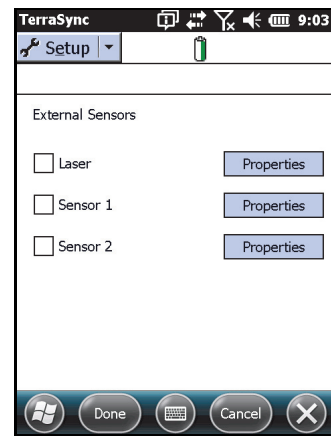 TerraSync 9:03
Setup
External Sensors
Laser Properties
Sensor 1 Properties
Sensor 2 Properties
Done Cancel